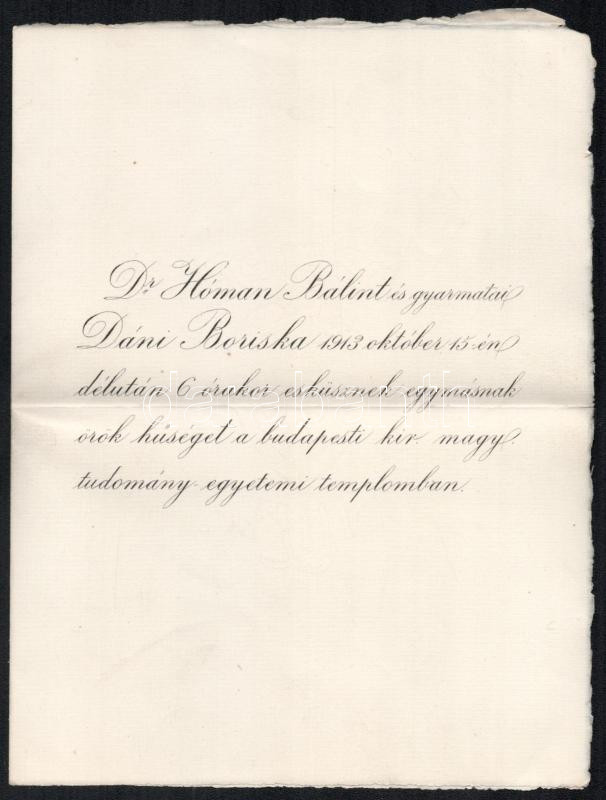 Dr. Hóman Bálint és gyarmatai
Dáni Boriska 1913 október 15-én
délután 6 órakor esküsznek egymásnak
örök hűséget a budapesti kir. magy.
tudomány-egyetemi templomban.